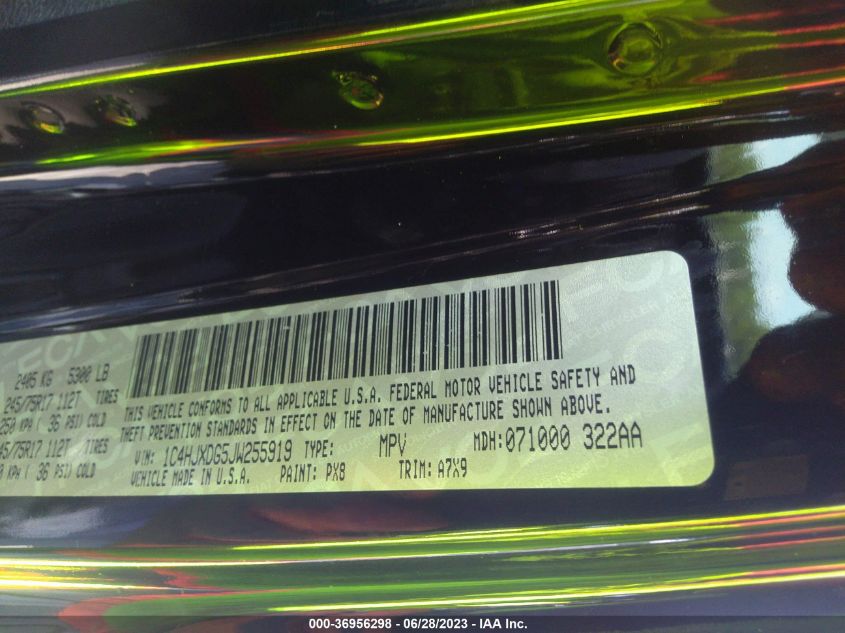 2405 KG 5300 LB
245/75R17 112T TIRES
250 KPA ( 36 PSI) COLD
45/75R17 112T TIRES
0 KPA ( 36 PSI) COLD
THIS VEHICLE CONFORMS TO ALL APPLICABLE U.S.A. FEDERAL MOTOR VEHICLE SAFETY AND
THEFT PREVENTION STANDARDS IN EFFECT ON THE DATE OF MANUFACTURE SHOWN ABOVE.
VIN: 1C4HJXDG5JW255919 TYPE: MPV MDH: 071000 322AA
VEHICLE MADE IN U.S.A. PAINT: PX8 TRIM: A7X9
000-36956298 - 06/28/2023 - IAA Inc.